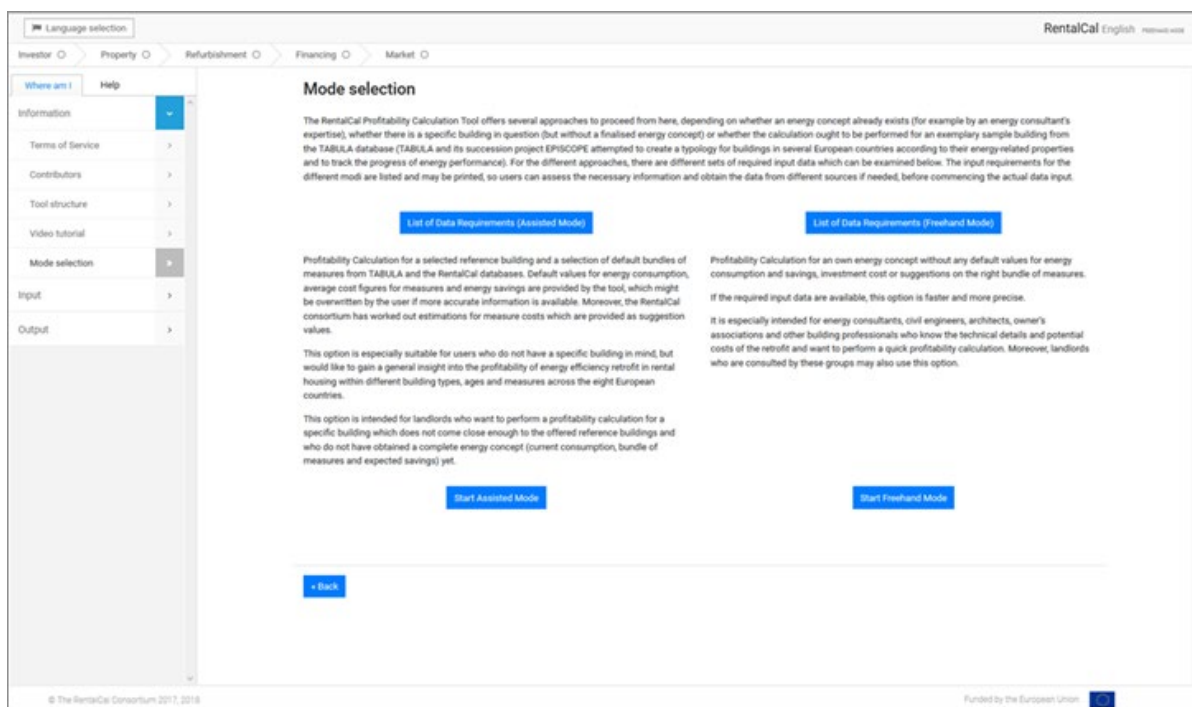 Language selection
RentalCal English FREEHAND MODE
Investor
Property
Refurbishment
Financing
Market
Where am I
Help
Information
Terms of Service
Contributors
Tool structure
Video tutorial
Mode selection
Input
Output
Mode selection
The RentalCal Profitability Calculation Tool offers several approaches to proceed from here, depending on whether an energy concept already exists (for example by an energy consultant's
expertise), whether there is a specific building in question (but without a finalised energy concept) or whether the calculation ought to be performed for an exemplary sample building from
the TABULA database (TABULA and its succession project EPISCOPE attempted to create a typology for buildings in several European countries according to their energy-related properties
and to track the progress of energy performance). For the different approaches, there are different sets of required input data which can be examined below. The input requirements for the
different modi are listed and may be printed, so users can assess the necessary information and obtain the data from different sources if needed, before commencing the actual data input.
List of Data Requirements (Assisted Mode)
Profitability Calculation for a selected reference building and a selection of default bundles of
measures from TABULA and the RentalCal databases. Default values for energy consumption,
average cost figures for measures and energy savings are provided by the tool, which might
be overwritten by the user if more accurate information is available. Moreover, the RentalCal
consortium has worked out estimations for measure costs which are provided as suggestion
values.
This option is especially suitable for users who do not have a specific building in mind, but
would like to gain a general insight into the profitability of energy efficiency retrofit in rental
housing within different building types, ages and measures across the eight European
countries.
This option is intended for landlords who want to perform a profitability calculation for a
specific building which does not come close enough to the offered reference buildings and
who do not have obtained a complete energy concept (current consumption, bundle of
measures and expected savings) yet.
Start Assisted Mode
List of Data Requirements (Freehand Mode)
Profitability Calculation for an own energy concept without any default values for energy
consumption and savings, investment cost or suggestions on the right bundle of measures.
If the required input data are available, this option is faster and more precise.
It is especially intended for energy consultants, civil engineers, architects, owner's
associations and other building professionals who know the technical details and potential
costs of the retrofit and want to perform a quick profitability calculation. Moreover, landlords
who are consulted by these groups may also use this option.
Start Freehand Mode
« Back
© The RentalCal Consortium 2017, 2018
Funded by the European Union